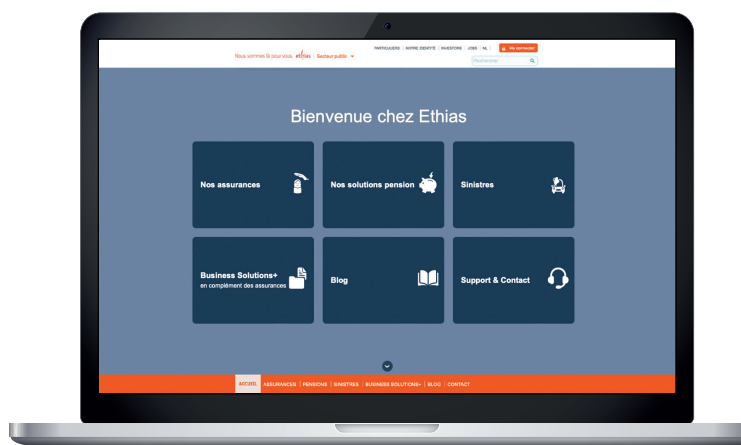 PARTICULIERS | NOTRE IDENTITÉ | INVESTORS | JOBS | NL | Me connecter
Nous sommes là pour vous ethias | Secteur public
Rechercher
Bienvenue chez Ethias
Nos assurances
Nos solutions pension
Sinistres
Business Solutions+
en complément des assurances
Blog
Support & Contact
ACCUEIL | ASSURANCES | PENSIONS | SINISTRES | BUSINESS SOLUTIONS+ | BLOG | CONTACT